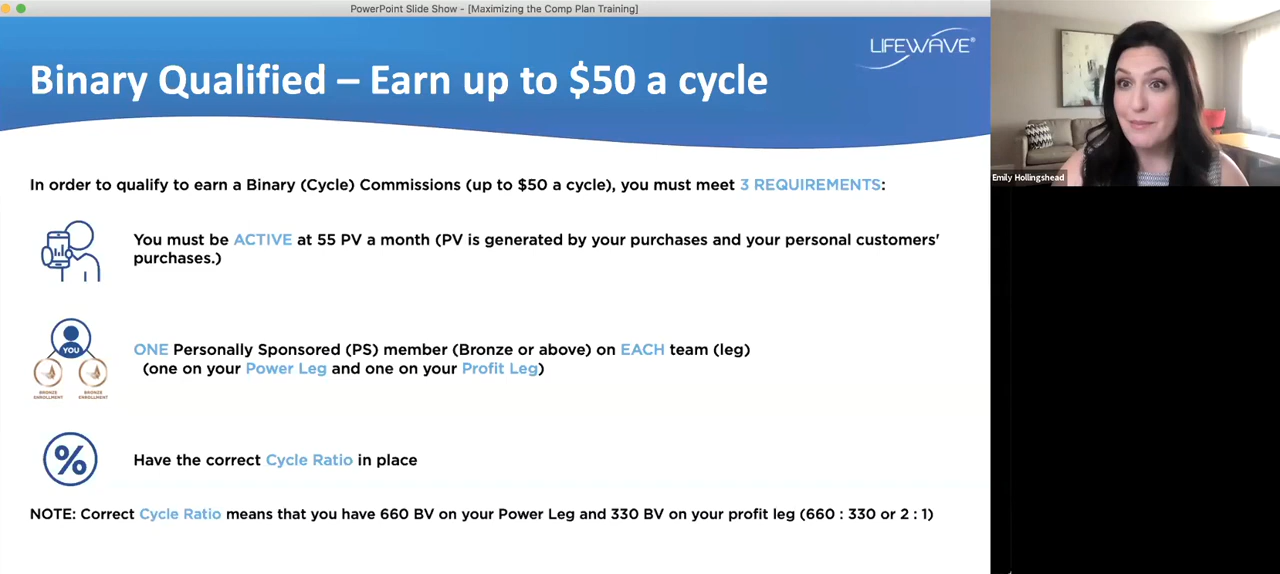 PowerPoint Slide Show - [Maximizing the Comp Plan Training]
LIFEWAVE®
Binary Qualified – Earn up to $50 a cycle
In order to qualify to earn a Binary (Cycle) Commissions (up to $50 a cycle), you must meet 3 REQUIREMENTS:
You must be ACTIVE at 55 PV a month (PV is generated by your purchases and your personal customers'
purchases.)
YOU
BRONZE
ENROLLMENT
BRONZE
ENROLLMENT
ONE Personally Sponsored (PS) member (Bronze or above) on EACH team (leg)
(one on your Power Leg and one on your Profit Leg)
%
Have the correct Cycle Ratio in place
NOTE: Correct Cycle Ratio means that you have 660 BV on your Power Leg and 330 BV on your profit leg (660 : 330 or 2 : 1)
Emily Hollingshead